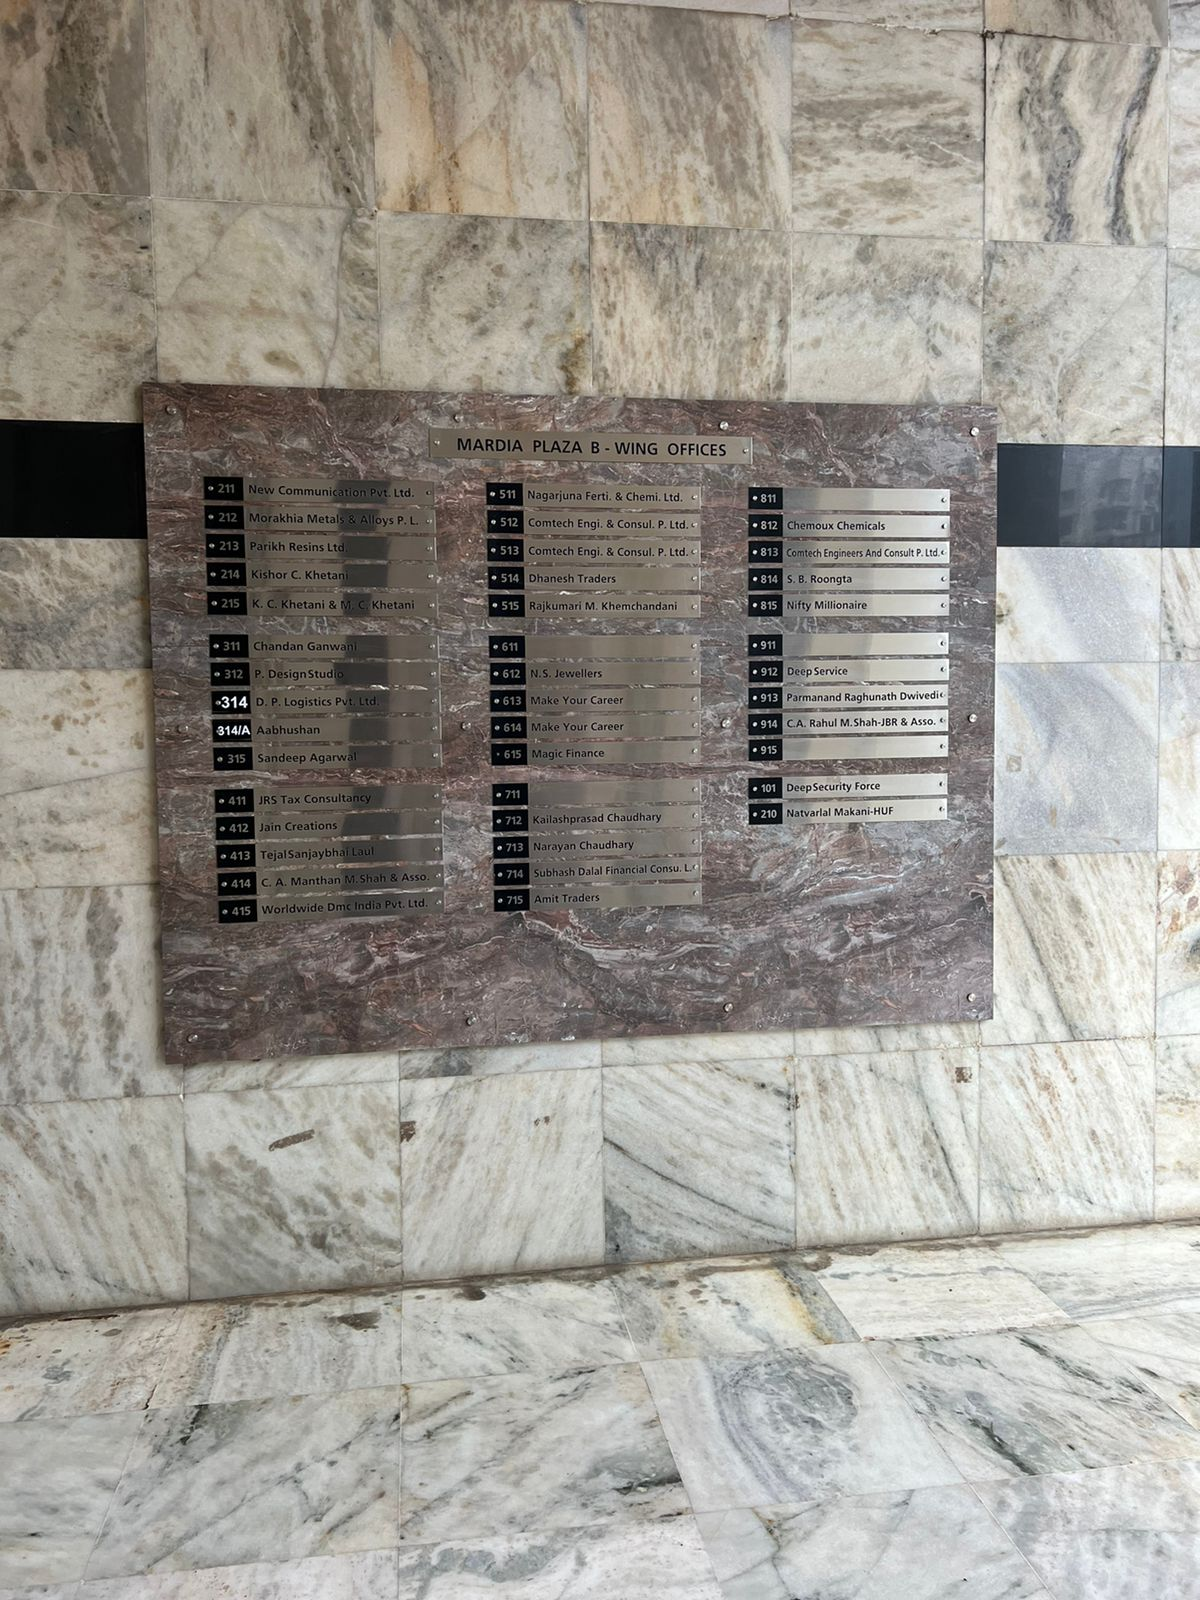 MARDIA PLAZA B - WING OFFICES
211 New Communication Pvt. Ltd.
212 Morakhia Metals & Alloys P. L.
213 Parikh Resins Ltd.
214 Kishor C. Khetani
215 K. C. Khetani & M. C. Khetani
311 Chandan Ganwani
312 P. Design Studio
314 D. P. Logistics Pvt. Ltd.
314/A Aabhushan
315 Sandeep Agarwal
411 JRS Tax Consultancy
412 Jain Creations
413 Tejal Sanjaybhai Laul
414 C. A. Manthan M. Shah & Asso.
415 Worldwide Dmc India Pvt. Ltd.
511 Nagarjuna Ferti. & Chemi. Ltd.
512 Comtech Engi. & Consul. P. Ltd.
513 Comtech Engi. & Consul. P. Ltd.
514 Dhanesh Traders
515 Rajkumari M. Khemchandani
611
612 N.S. Jewellers
613 Make Your Career
614 Make Your Career
615 Magic Finance
711
712 Kailashprasad Chaudhary
713 Narayan Chaudhary
714 Subhash Dalal Financial Consu. L.
715 Amit Traders
811
812 Chemoux Chemicals
813 Comtech Engineers And Consult P. Ltd.
814 S. B. Roongta
815 Nifty Millionaire
911
912 Deep Service
913 Parmanand Raghunath Dwivedi
914 C.A. Rahul M. Shah-JBR & Asso.
915
101 Deep Security Force
210 Natvarlal Makani-HUF